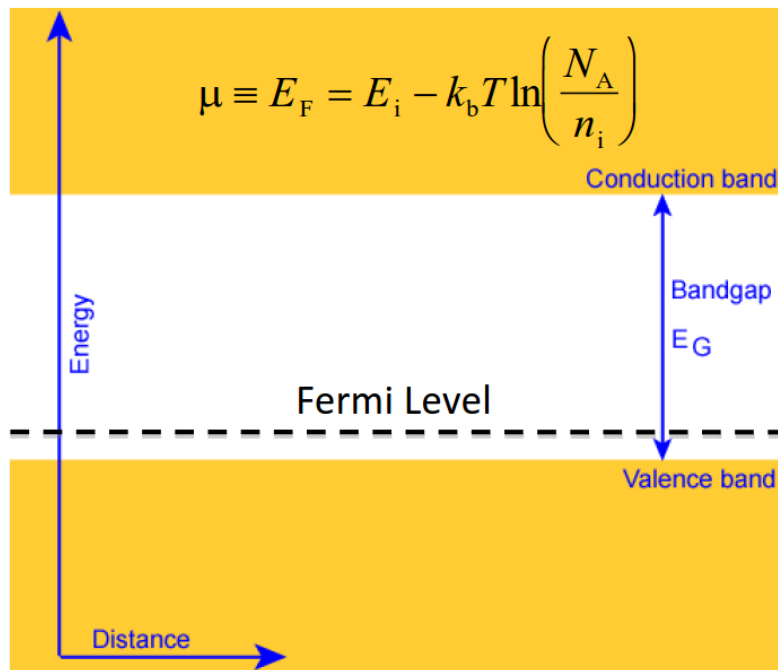 μ ≡ E_F = E_i − k_b T ln(N_A / n_i)
Conduction band
Bandgap
E_G
Energy
Fermi Level
Valence band
Distance